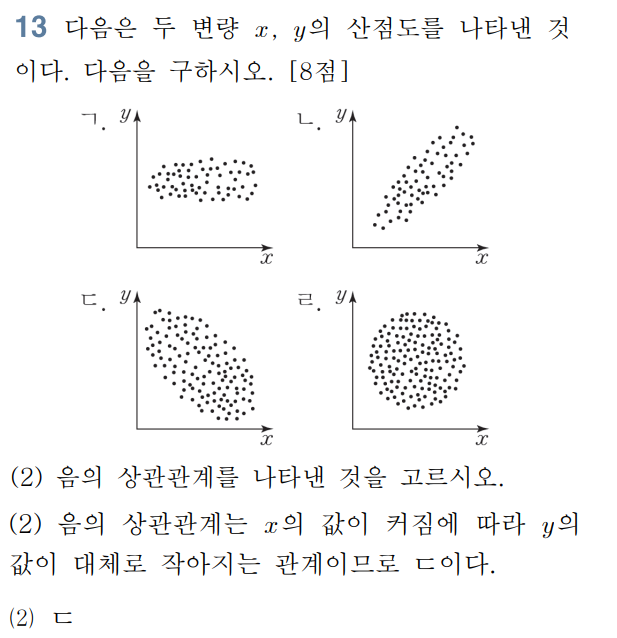 13 다음은 두 변량 x, y의 산점도를 나타낸 것
이다. 다음을 구하시오. [8점]
ㄱ. y ㄴ. y
x x
ㄷ. y ㄹ. y
x x
(2) 음의 상관관계를 나타낸 것을 고르시오.
(2) 음의 상관관계는 x의 값이 커짐에 따라 y의
값이 대체로 작아지는 관계이므로 ㄷ이다.
(2) ㄷ